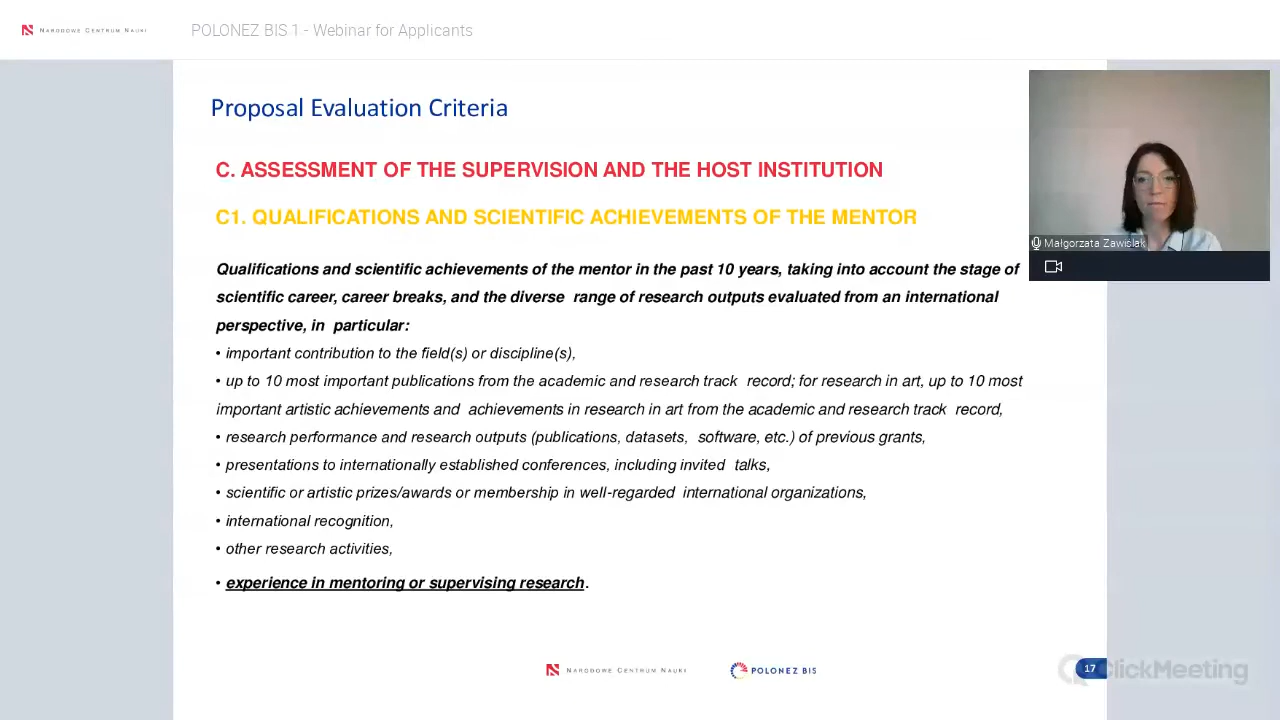 NARODOWE CENTRUM NAUKI
POLONEZ BIS 1 - Webinar for Applicants
Proposal Evaluation Criteria
C. ASSESSMENT OF THE SUPERVISION AND THE HOST INSTITUTION
C1. QUALIFICATIONS AND SCIENTIFIC ACHIEVEMENTS OF THE MENTOR
Małgorzata Zawiślak
Qualifications and scientific achievements of the mentor in the past 10 years, taking into account the stage of
scientific career, career breaks, and the diverse range of research outputs evaluated from an international
perspective, in particular:
• important contribution to the field(s) or discipline(s),
• up to 10 most important publications from the academic and research track record; for research in art, up to 10 most
important artistic achievements and achievements in research in art from the academic and research track record,
• research performance and research outputs (publications, datasets, software, etc.) of previous grants,
• presentations to internationally established conferences, including invited talks,
• scientific or artistic prizes/awards or membership in well-regarded international organizations,
• international recognition,
• other research activities,
• experience in mentoring or supervising research.
NARODOWE CENTRUM NAUKI
POLONEZ BIS
17
ClickMeeting